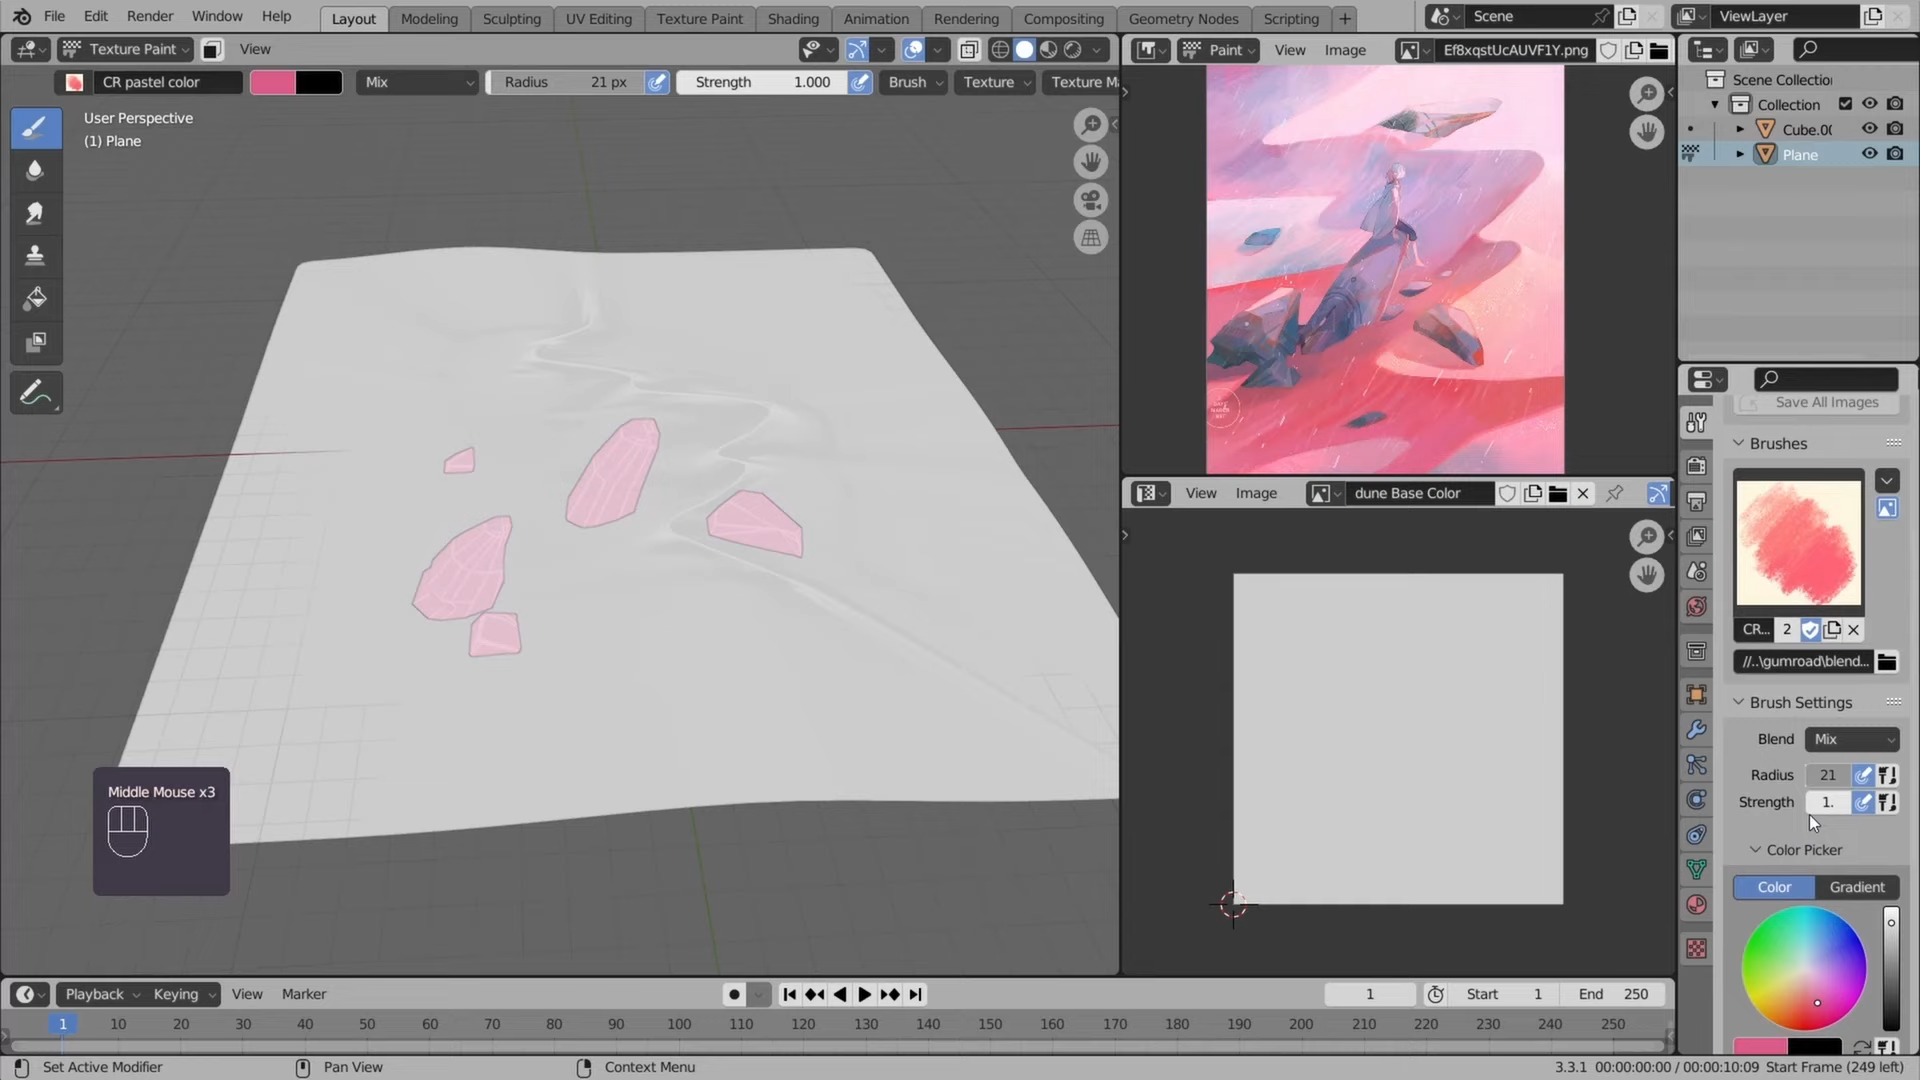 File Edit Render Window Help Layout Modeling Sculpting UV Editing Texture Paint Shading Animation Rendering Compositing Geometry Nodes Scripting + Scene ViewLayer
Texture Paint View
Paint View Image Ef8xqstUcAUVF1Y.png
CR pastel color Mix Radius 21 px Strength 1.000 Brush Texture Texture Ma
Scene Collectio
Collection
Cube.00
Plane
User Perspective
(1) Plane
Save All Images
Brushes
CR... 2
//..\gumroad\blend...
Brush Settings
Blend Mix
Radius 21
Strength 1.
Color Picker
Color Gradient
View Image dune Base Color
Middle Mouse x3
Playback Keying View Marker 1 Start 1 End 250
1 10 20 30 40 50 60 70 80 90 100 110 120 130 140 150 160 170 180 190 200 210 220 230 240 250
Set Active Modifier Pan View Context Menu 3.3.1 00:00:00:00 / 00:00:10:09 Start Frame (249 left)